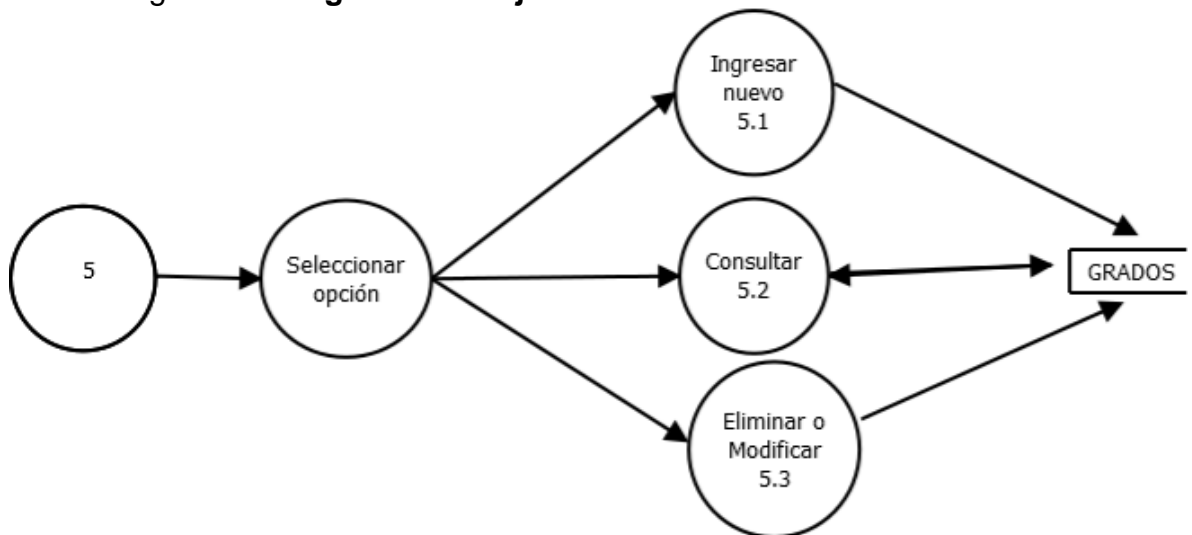 Ingresar
nuevo
5.1
5
Seleccionar
opción
Consultar
5.2
GRADOS
Eliminar o
Modificar
5.3